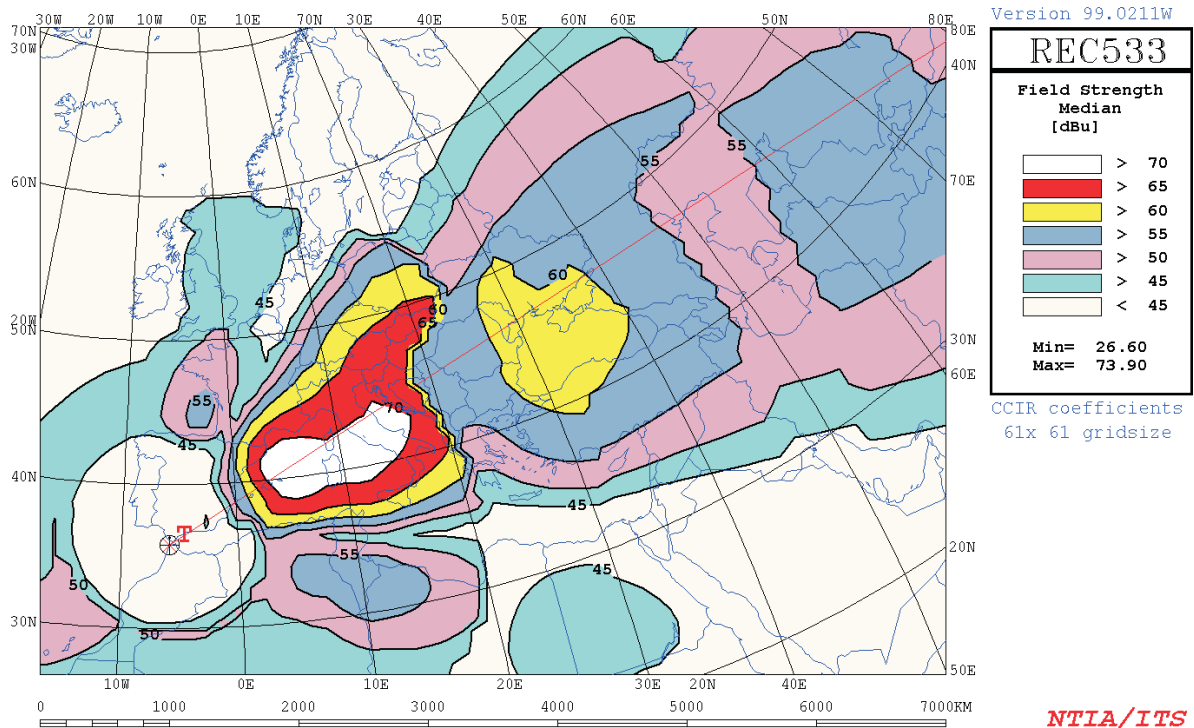 30W 20W 10W 0E 10E 20E 30E 40E 50E 60N 60E 50N 80E
70N
30W
60N
20W
50N
40N
30N
80E
40N
70E
30N
60E
20N
50E
10W 0E 10E 20E 30E 20N 40E
0 1000 2000 3000 4000 5000 6000 7000KM
55
55
60
45
60
65
55
70
45
45
T
55
45
50
50
Version 99.0211W
REC533
Field Strength
Median
[dBu]
> 70
> 65
> 60
> 55
> 50
> 45
< 45
Min= 26.60
Max= 73.90
CCIR coefficients
61x 61 gridsize
NTIA/ITS